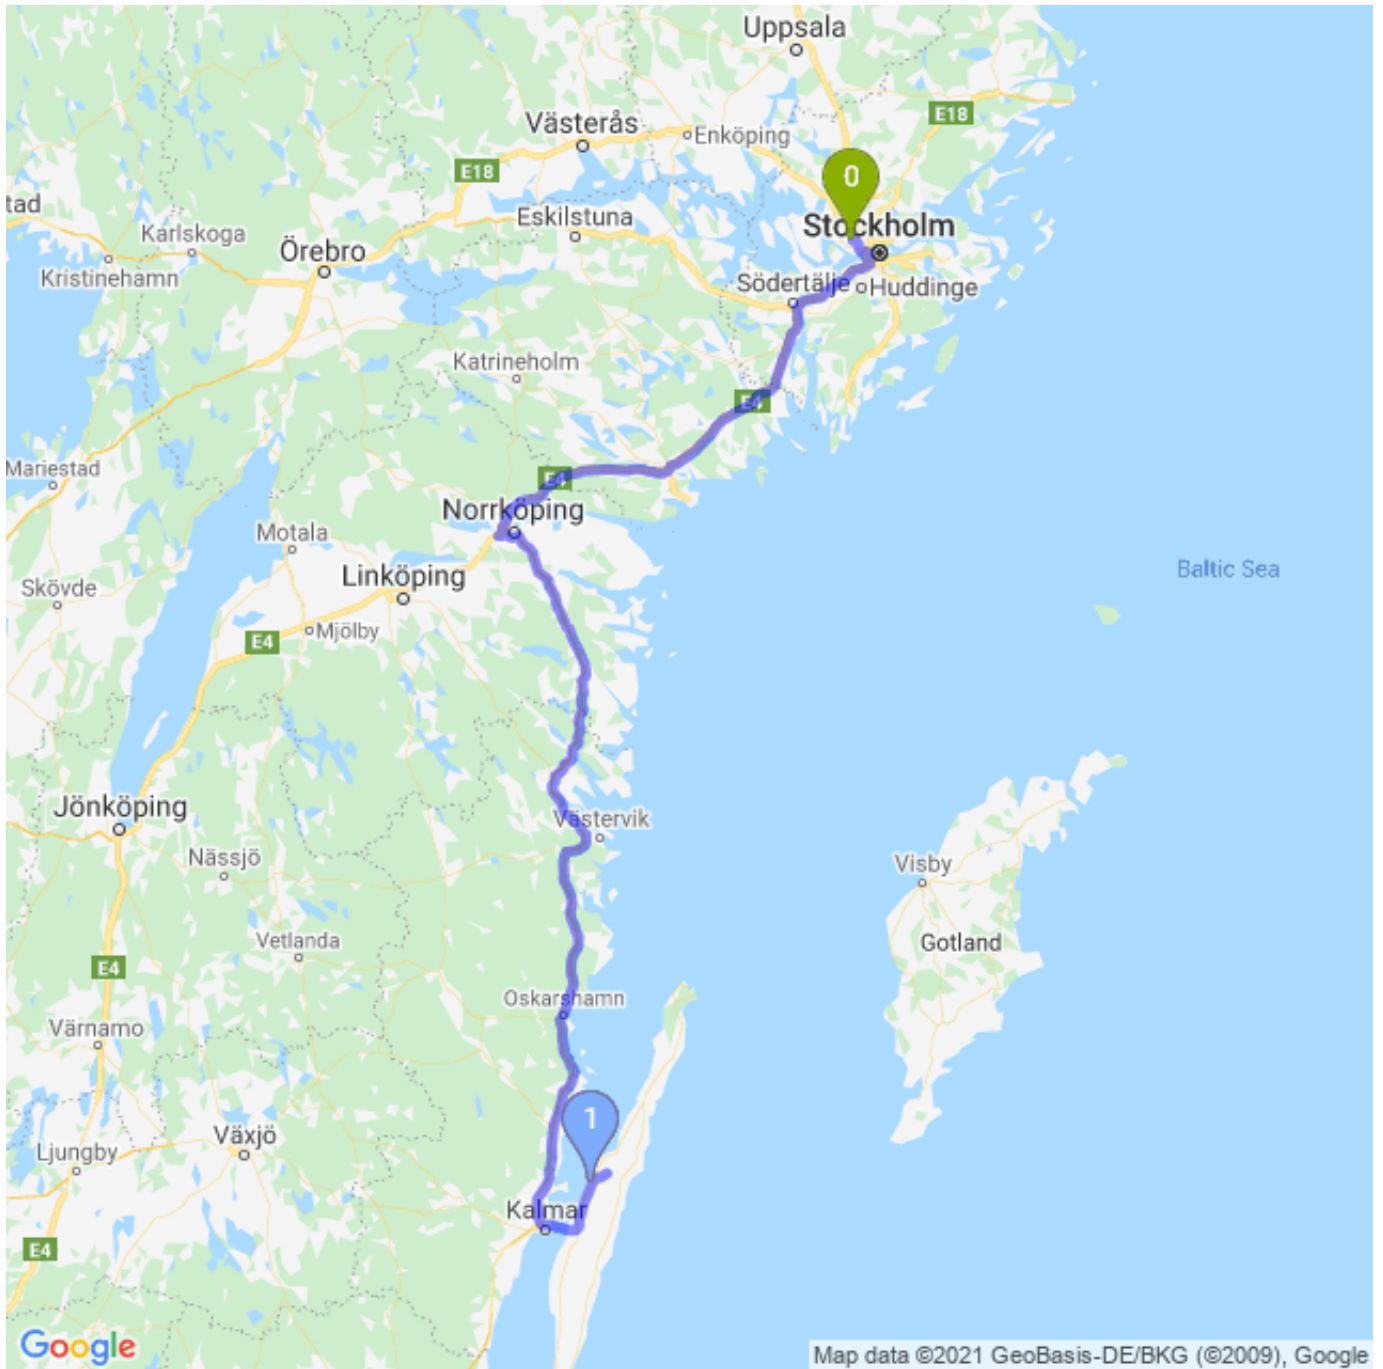 Uppsala
E18
Västerås
Enköping
E18
0
tad
Eskilstuna
Stockholm
Karlskoga
Örebro
Kristinehamn
Södertälje
Huddinge
Katrineholm
E4
Mariestad
E4
Norrköping
Motala
Baltic Sea
Linköping
Skövde
Mjölby
E4
Jönköping
Västervik
Nässjö
Visby
Vetlanda
Gotland
E4
Oskarshamn
Värnamo
1
Växjö
Ljungby
Kalmar
E4
Google
Map data ©2021 GeoBasis-DE/BKG (©2009), Google